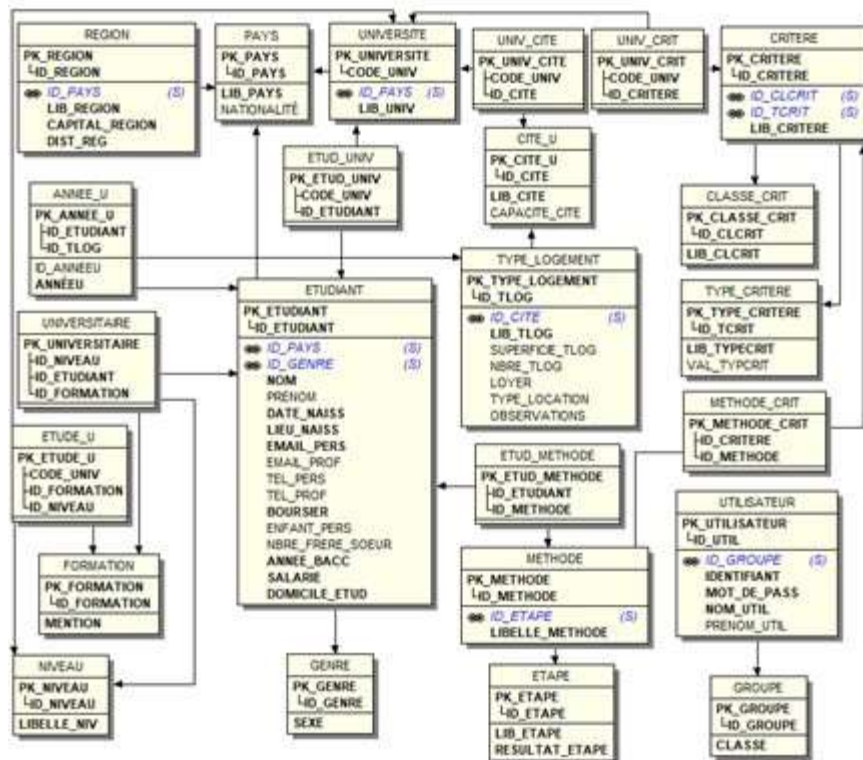 REGION
PK_REGION
└ID_REGION
ID_PAYS (S)
LIB_REGION
CAPITAL_REGION
DIST_REG
PAYS
PK_PAYS
└ID_PAYS
LIB_PAYS
NATIONALITÉ
UNIVERSITE
PK_UNIVERSITE
└CODE_UNIV
ID_PAYS (S)
LIB_UNIV
UNIV_CITE
PK_UNIV_CITE
├CODE_UNIV
└ID_CITE
UNIV_CRIT
PK_UNIV_CRIT
├CODE_UNIV
└ID_CRITERE
CRITERE
PK_CRITERE
└ID_CRITERE
ID_CLCRIT (S)
ID_TCRIT (S)
LIB_CRITERE
ETUD_UNIV
PK_ETUD_UNIV
├CODE_UNIV
└ID_ETUDIANT
CITE_U
PK_CITE_U
└ID_CITE
LIB_CITE
CAPACITE_CITE
ANNEE_U
PK_ANNEE_U
├ID_ETUDIANT
└ID_TLOG
ID_ANNEEU
ANNÉEU
CLASSE_CRIT
PK_CLASSE_CRIT
└ID_CLCRIT
LIB_CLCRIT
TYPE_LOGEMENT
PK_TYPE_LOGEMENT
└ID_TLOG
ID_CITE (S)
LIB_TLOG
SUPERFICE_TLOG
NBRE_TLOG
LOYER
TYPE_LOCATION
OBSERVATIONS
ETUDIANT
PK_ETUDIANT
└ID_ETUDIANT
ID_PAYS (S)
ID_GENRE (S)
NOM
PRENOM
DATE_NAISS
LIEU_NAISS
EMAIL_PERS
EMAIL_PROF
TEL_PERS
TEL_PROF
BOURSIER
ENFANT_PERS
NBRE_FRERE_SOEUR
ANNEE_BACC
SALARIE
DOMICILE_ETUD
TYPE_CRITERE
PK_TYPE_CRITERE
└ID_TCRIT
LIB_TYPECRIT
VAL_TYPCRIT
UNIVERSITAIRE
PK_UNIVERSITAIRE
├ID_NIVEAU
├ID_ETUDIANT
└ID_FORMATION
METHODE_CRIT
PK_METHODE_CRIT
├ID_CRITERE
└ID_METHODE
ETUDE_U
PK_ETUDE_U
├CODE_UNIV
├ID_FORMATION
└ID_NIVEAU
ETUD_METHODE
PK_ETUD_METHODE
├ID_ETUDIANT
└ID_METHODE
UTILISATEUR
PK_UTILISATEUR
└ID_UTIL
ID_GROUPE (S)
IDENTIFIANT
MOT_DE_PASS
NOM_UTIL
PRENOM_UTIL
FORMATION
PK_FORMATION
└ID_FORMATION
MENTION
METHODE
PK_METHODE
└ID_METHODE
ID_ETAPE (S)
LIBELLE_METHODE
NIVEAU
PK_NIVEAU
└ID_NIVEAU
LIBELLE_NIV
GENRE
PK_GENRE
└ID_GENRE
SEXE
ETAPE
PK_ETAPE
└ID_ETAPE
LIB_ETAPE
RESULTAT_ETAPE
GROUPE
PK_GROUPE
└ID_GROUPE
CLASSE